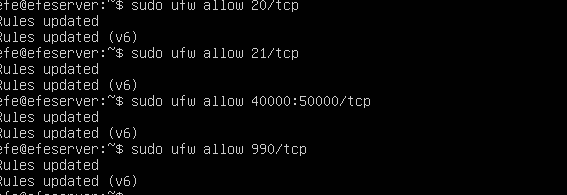 efe@efeserver:~$ sudo ufw allow 20/tcp
Rules updated
Rules updated (v6)
efe@efeserver:~$ sudo ufw allow 21/tcp
Rules updated
Rules updated (v6)
efe@efeserver:~$ sudo ufw allow 40000:50000/tcp
Rules updated
Rules updated (v6)
efe@efeserver:~$ sudo ufw allow 990/tcp
Rules updated
Rules updated (v6)